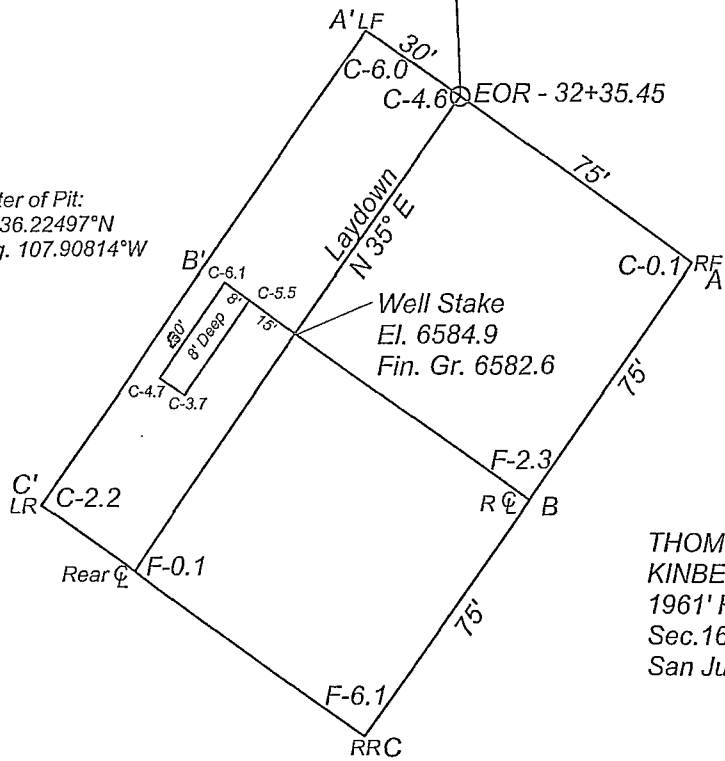 A' LF
30'
C-6.0
C-4.6
EOR - 32+35.45
75'
Laydown
N 35° E
ter of Pit:
36.22497°N
g. 107.90814°W
B'
C-6.1
C-5.5
8'
15'
8' Deep
C-4.7
C-3.7
Well Stake
El. 6584.9
Fin. Gr. 6582.6
C-0.1
RF
A
75'
F-2.3
R ℄
B
C'
LR
C-2.2
Rear ℄
F-0.1
75'
F-6.1
RR C
THOM
KINBE
1961'
Sec.16
San Ju